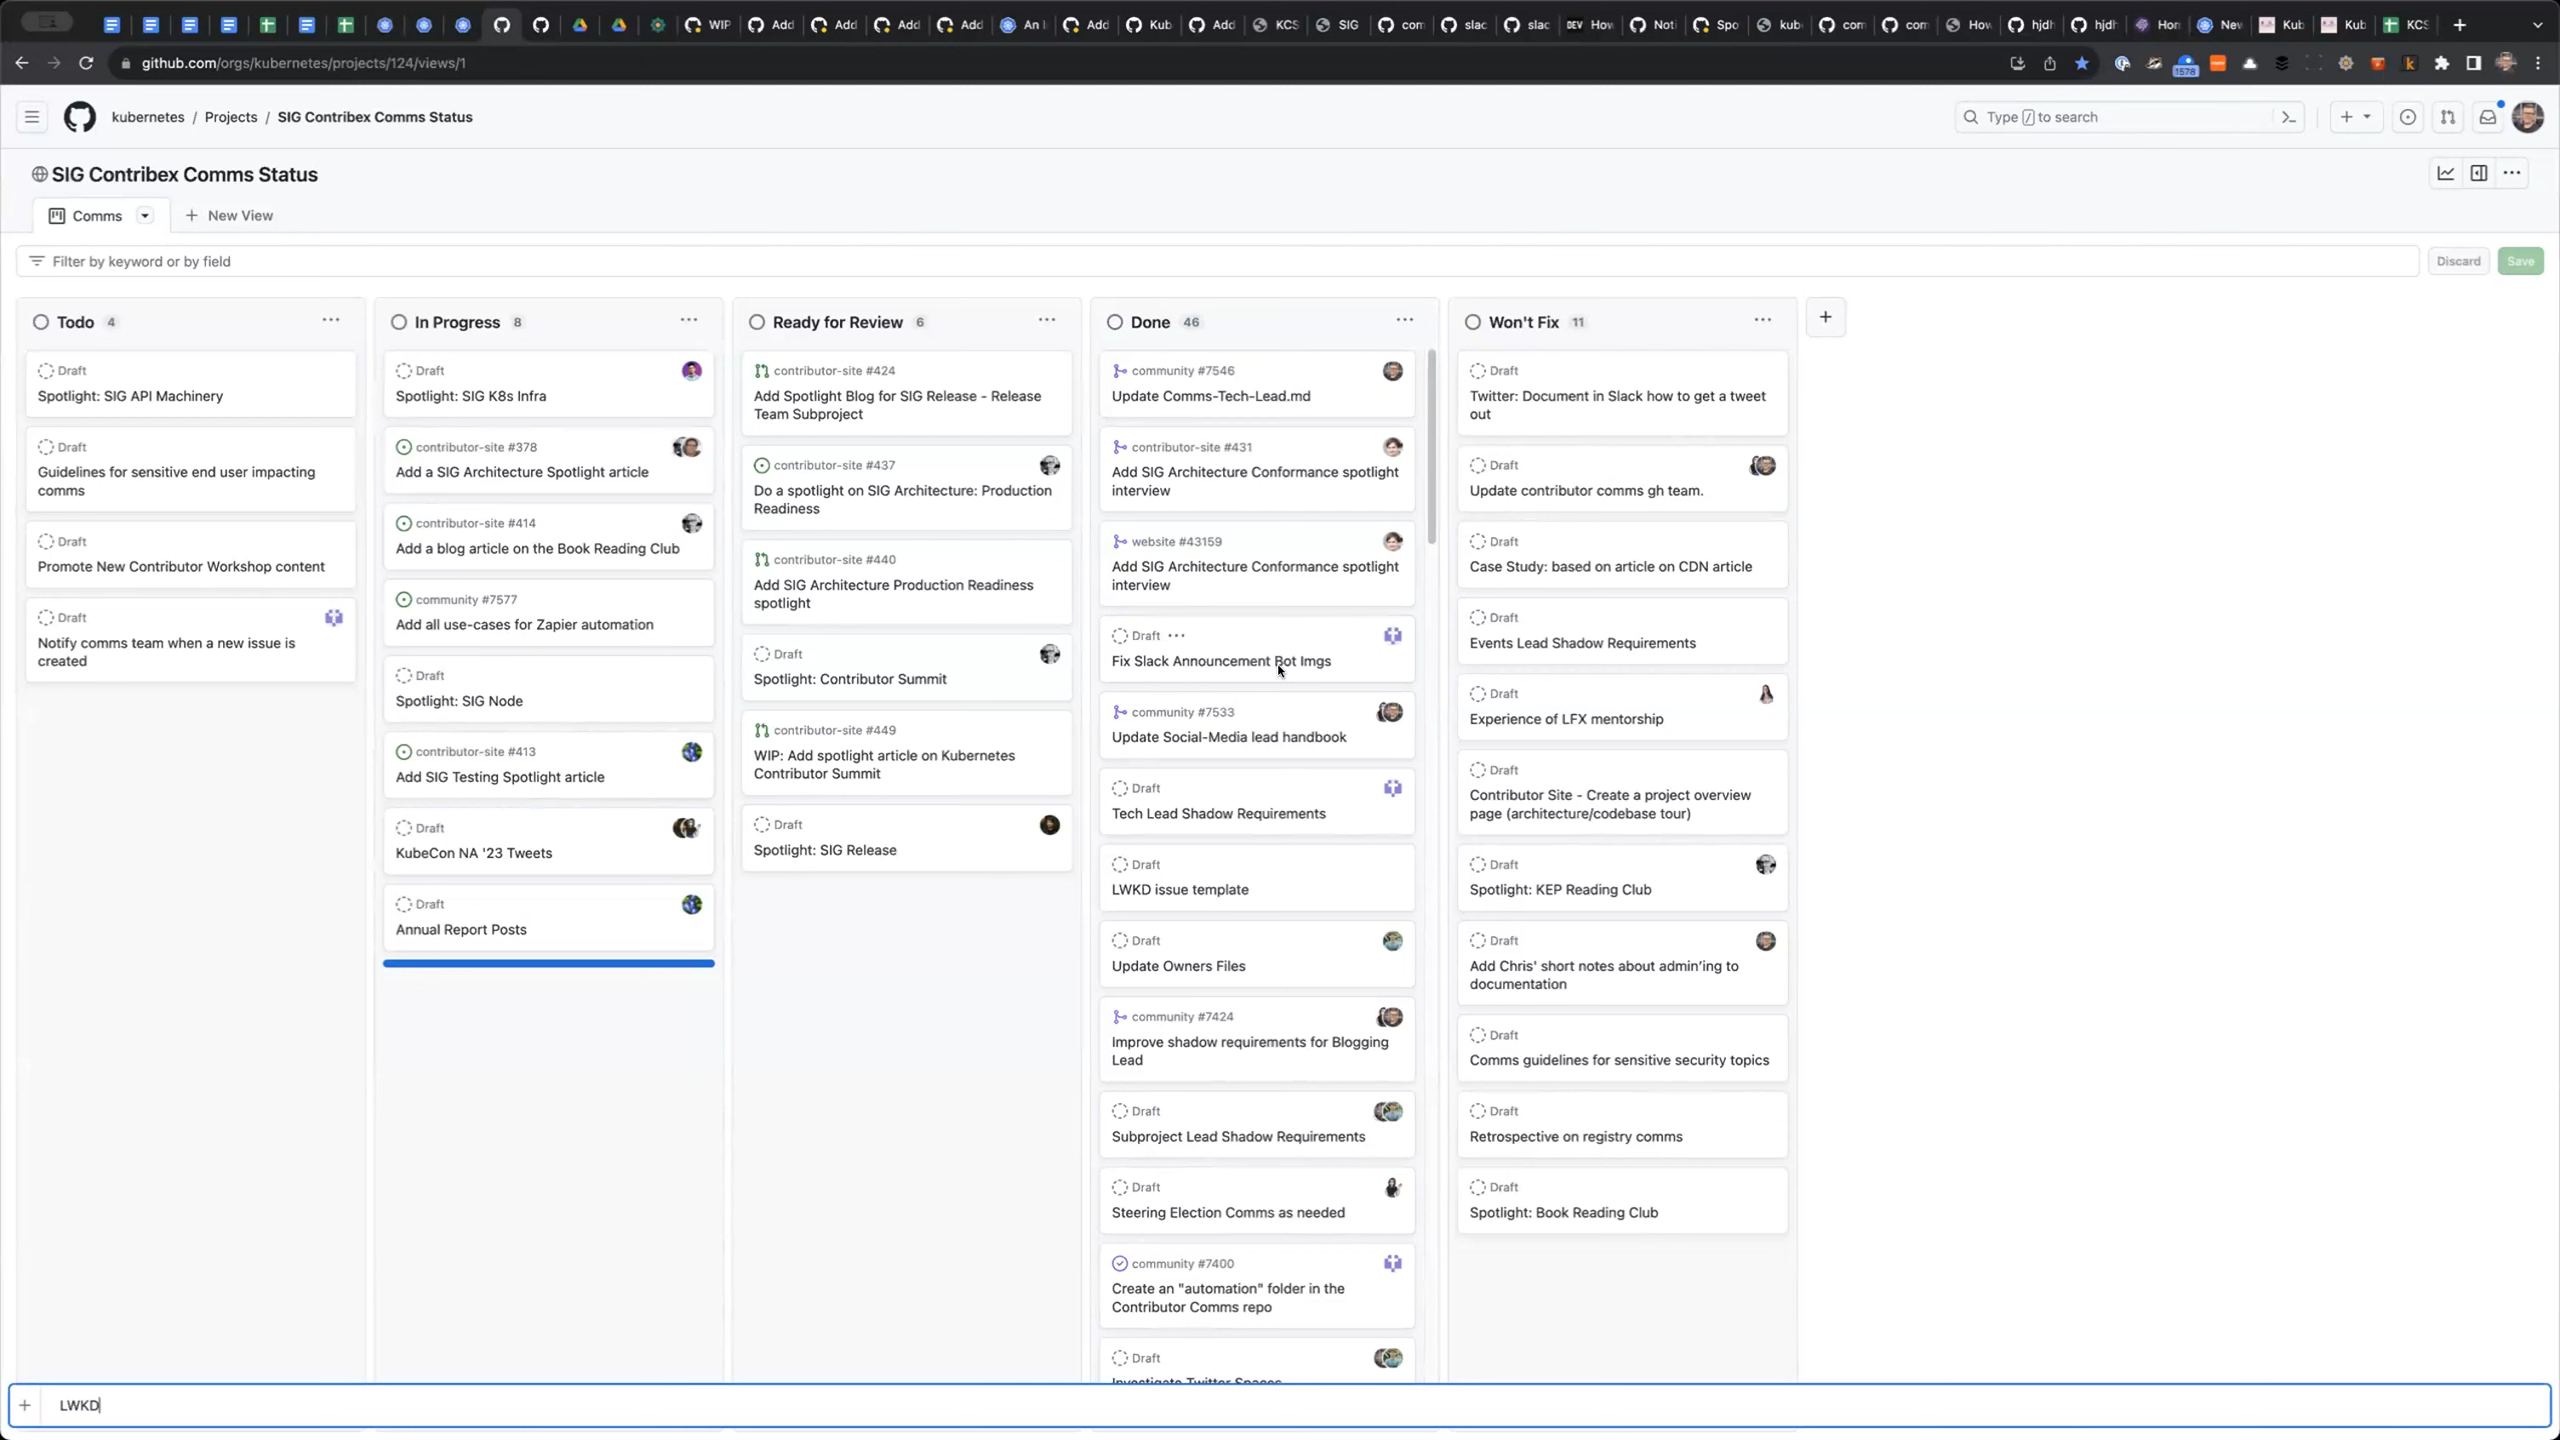 WIP
Add
Add
Add
Add
An I
Add
Kub
Add
KCS
SIG
com
slac
slac
DEV
How
Noti
Spo
kub
com
com
How
hjdh
hjdh
Hon
New
Kub
Kub
KCS
github.com/orgs/kubernetes/projects/124/views/1
1578
kubernetes / Projects / SIG Contribex Comms Status
Type / to search
SIG Contribex Comms Status
Comms
New View
Filter by keyword or by field
Discard
Save
Todo 4
Draft
Spotlight: SIG API Machinery
Draft
Guidelines for sensitive end user impacting
comms
Draft
Promote New Contributor Workshop content
Draft
Notify comms team when a new issue is
created
In Progress 8
Draft
Spotlight: SIG K8s Infra
contributor-site #378
Add a SIG Architecture Spotlight article
contributor-site #414
Add a blog article on the Book Reading Club
community #7577
Add all use-cases for Zapier automation
Draft
Spotlight: SIG Node
contributor-site #413
Add SIG Testing Spotlight article
Draft
KubeCon NA '23 Tweets
Draft
Annual Report Posts
Ready for Review 6
contributor-site #424
Add Spotlight Blog for SIG Release - Release
Team Subproject
contributor-site #437
Do a spotlight on SIG Architecture: Production
Readiness
contributor-site #440
Add SIG Architecture Production Readiness
spotlight
Draft
Spotlight: Contributor Summit
contributor-site #449
WIP: Add spotlight article on Kubernetes
Contributor Summit
Draft
Spotlight: SIG Release
Done 46
community #7546
Update Comms-Tech-Lead.md
contributor-site #431
Add SIG Architecture Conformance spotlight
interview
website #43159
Add SIG Architecture Conformance spotlight
interview
Draft
Fix Slack Announcement Bot Imgs
community #7533
Update Social-Media lead handbook
Draft
Tech Lead Shadow Requirements
Draft
LWKD issue template
Draft
Update Owners Files
community #7424
Improve shadow requirements for Blogging
Lead
Draft
Subproject Lead Shadow Requirements
Draft
Steering Election Comms as needed
community #7400
Create an "automation" folder in the
Contributor Comms repo
Draft
Investigate Twitter Spaces
Won't Fix 11
Draft
Twitter: Document in Slack how to get a tweet
out
Draft
Update contributor comms gh team.
Draft
Case Study: based on article on CDN article
Draft
Events Lead Shadow Requirements
Draft
Experience of LFX mentorship
Draft
Contributor Site - Create a project overview
page (architecture/codebase tour)
Draft
Spotlight: KEP Reading Club
Draft
Add Chris' short notes about admin'ing to
documentation
Draft
Comms guidelines for sensitive security topics
Draft
Retrospective on registry comms
Draft
Spotlight: Book Reading Club
LWKD